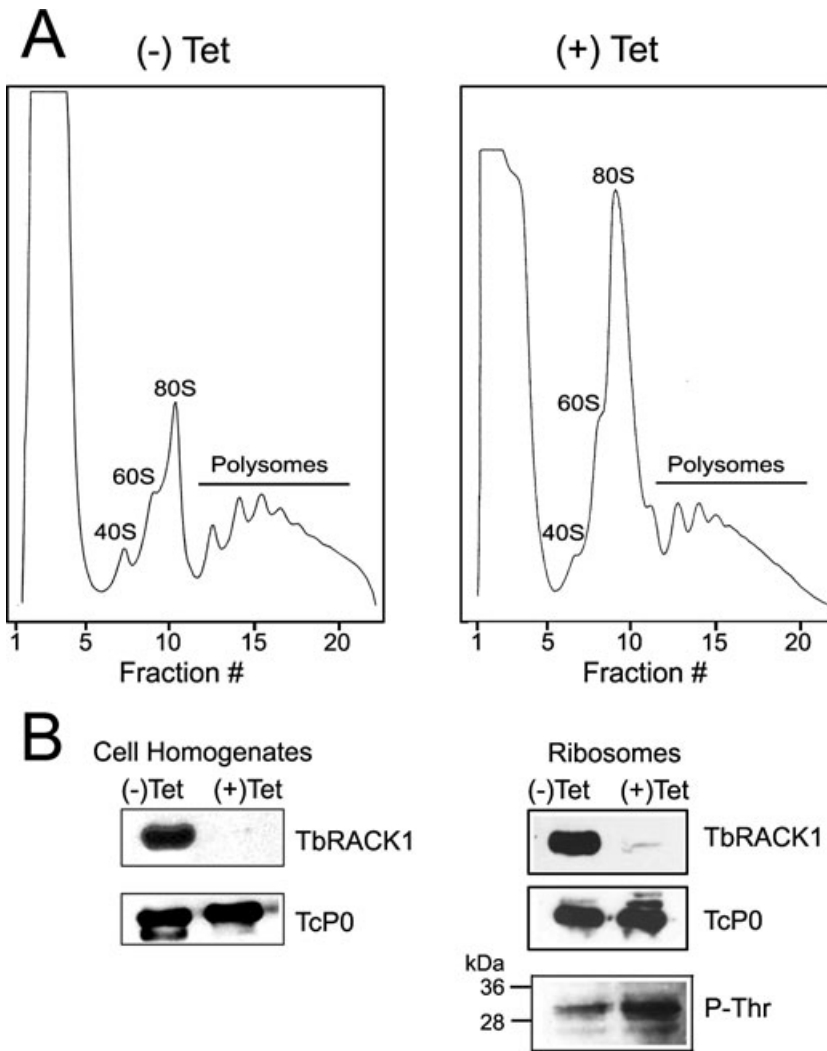 A
(-) Tet
(+) Tet
80S
60S
40S
Polysomes
1 5 10 15 20
Fraction #
80S
60S
40S
Polysomes
1 5 10 15 20
Fraction #
B
Cell Homogenates
(-)Tet (+)Tet
TbRACK1
TcP0
Ribosomes
(-)Tet (+)Tet
TbRACK1
TcP0
kDa
36
28
P-Thr